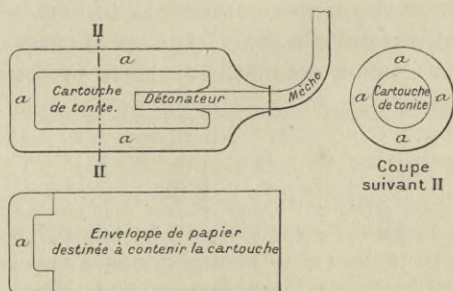 II
a
a
Cartouche
de tonite.
Détonateur
Mèche
a
II
a
a
Cartouche
de tonite
a
a
Coupe
suivant II
a
Enveloppe de papier
destinée à contenir la cartouche